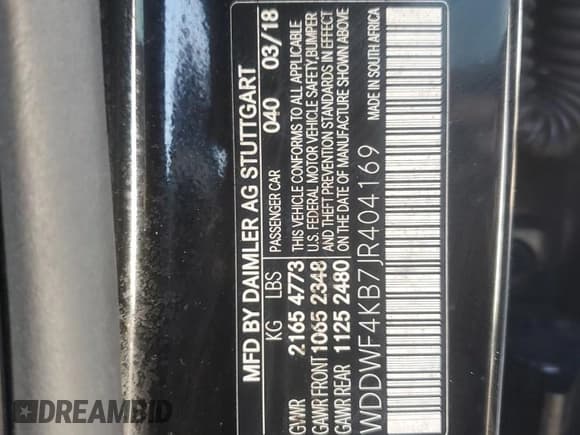 MFD BY DAIMLER AG STUTTGART
KG LBS PASSENGER CAR 040 03/18
GVWR 2165 4773 THIS VEHICLE CONFORMS TO ALL APPLICABLE
U.S. FEDERAL MOTOR VEHICLE SAFETY, BUMPER
GAWR FRONT 1065 2348 AND THEFT PREVENTION STANDARDS IN EFFECT
GAWR REAR 1125 2480 ON THE DATE OF MANUFACTURE SHOWN ABOVE
WDDWF4KB7JR404169 MADE IN SOUTH AFRICA
DREAMBID